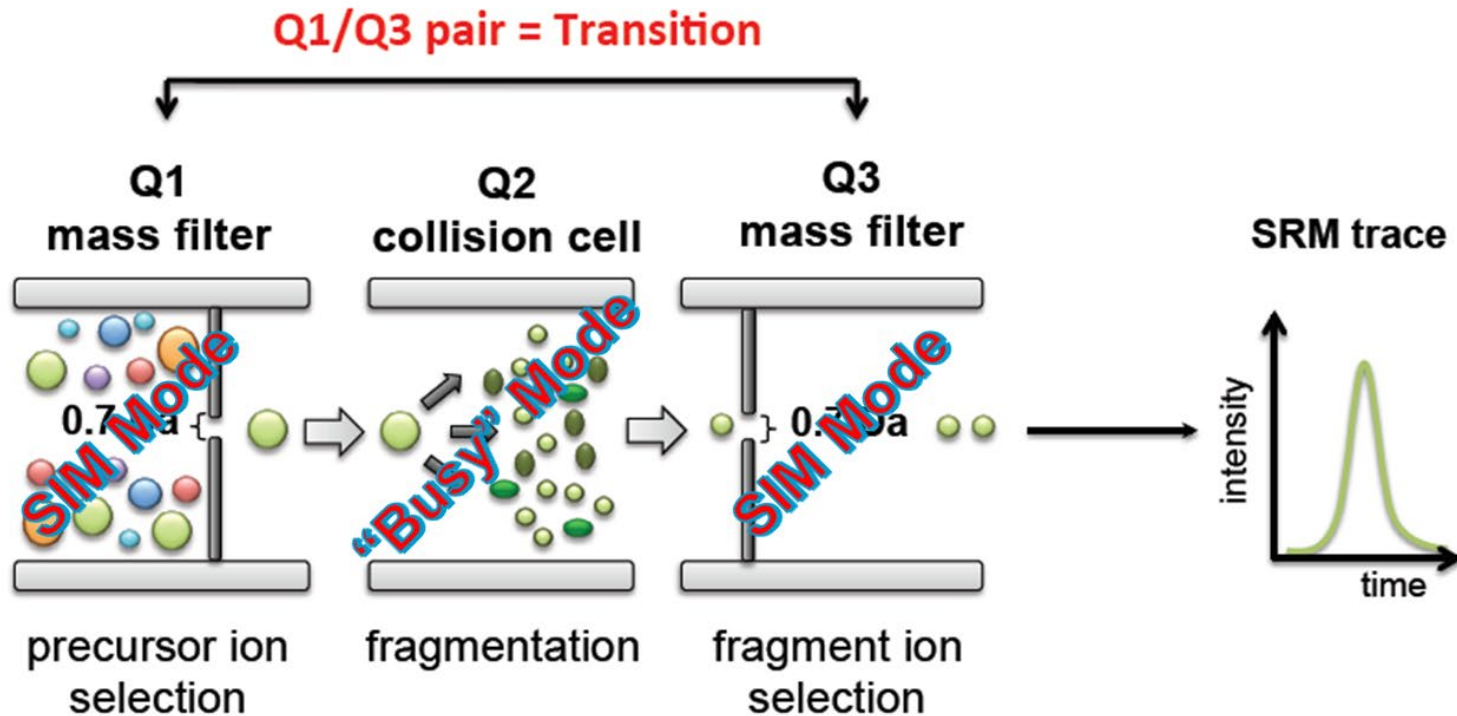 Q1/Q3 pair = Transition
Q1
mass filter
Q2
collision cell
Q3
mass filter
SRM trace
SIM Mode
“Busy” Mode
SIM Mode
intensity
time
precursor ion
selection
fragmentation
fragment ion
selection